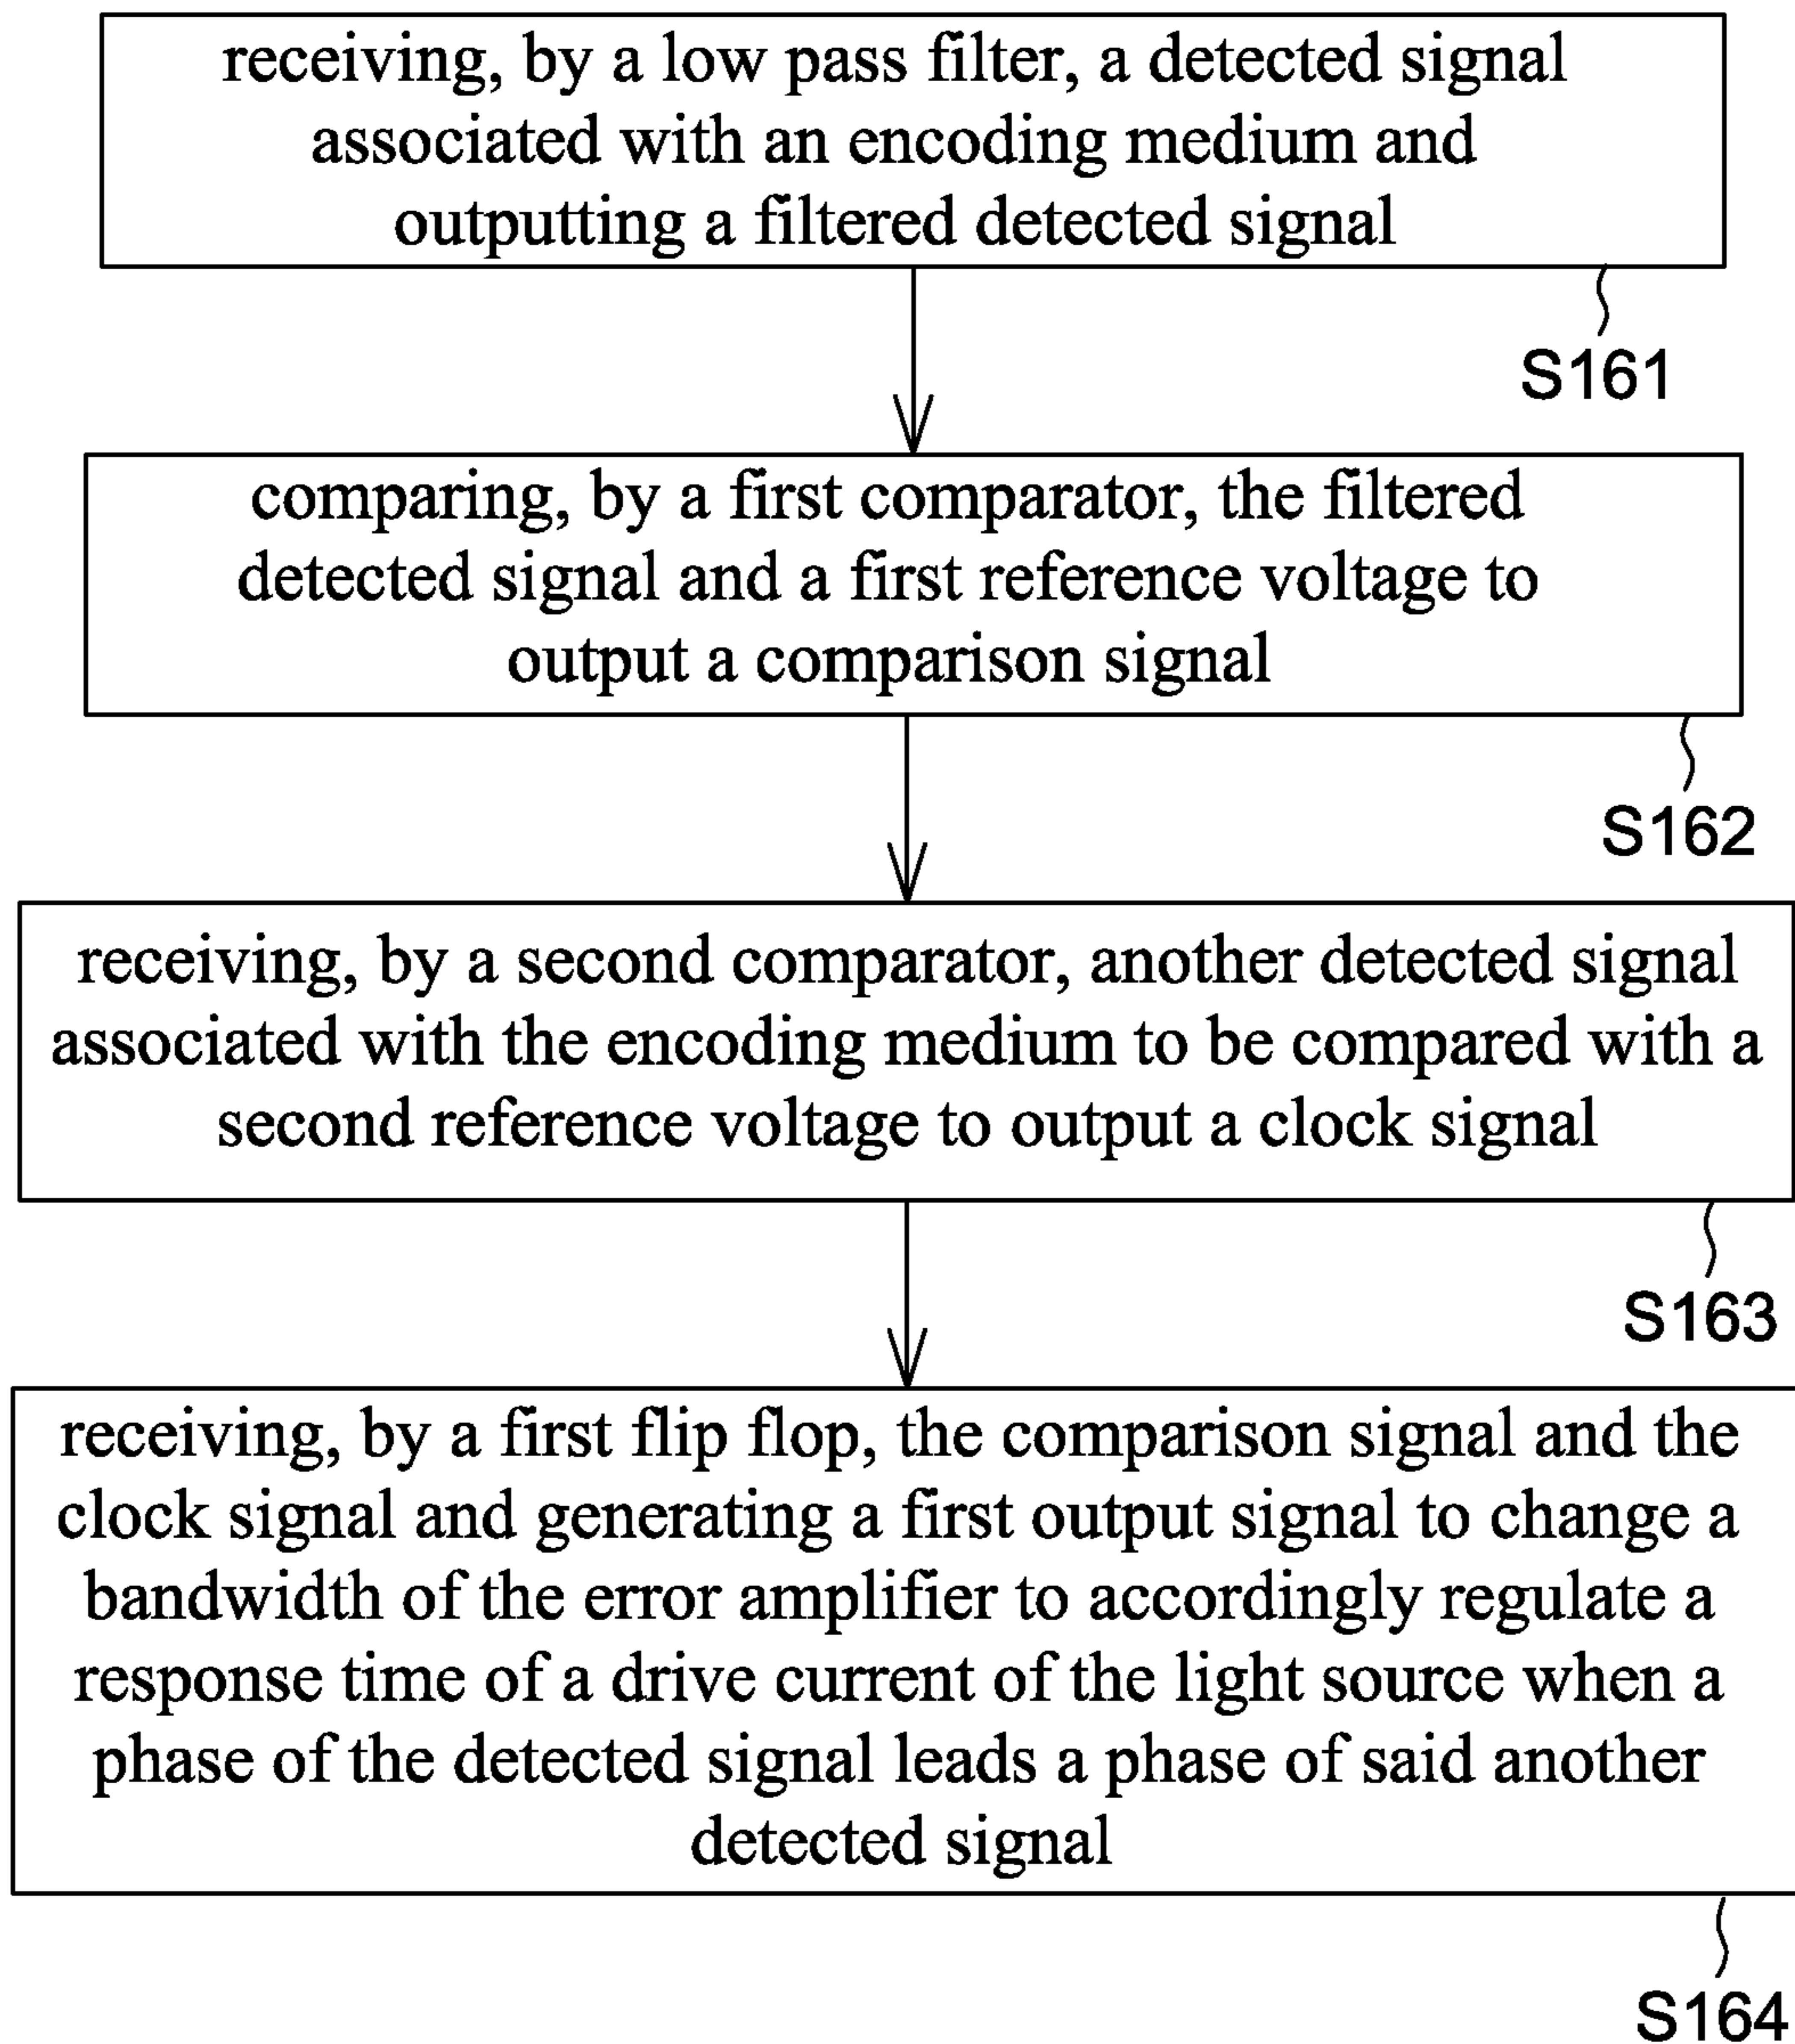 receiving, by a low pass filter, a detected signal
associated with an encoding medium and
outputting a filtered detected signal
S161
comparing, by a first comparator, the filtered
detected signal and a first reference voltage to
output a comparison signal
S162
receiving, by a second comparator, another detected signal
associated with the encoding medium to be compared with a
second reference voltage to output a clock signal
S163
receiving, by a first flip flop, the comparison signal and the
clock signal and generating a first output signal to change a
bandwidth of the error amplifier to accordingly regulate a
response time of a drive current of the light source when a
phase of the detected signal leads a phase of said another
detected signal
S164